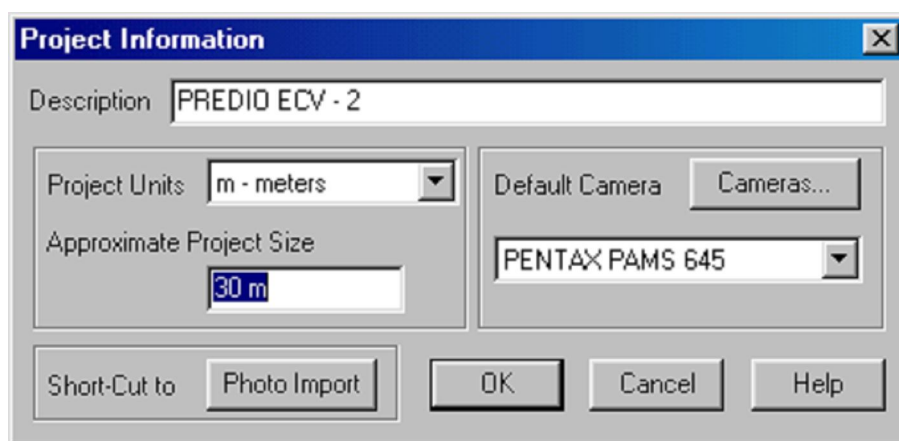 Project Information
Description PREDIO ECV - 2
Project Units m - meters
Approximate Project Size
30 m
Default Camera Cameras...
PENTAX PAMS 645
Short-Cut to Photo Import OK Cancel Help